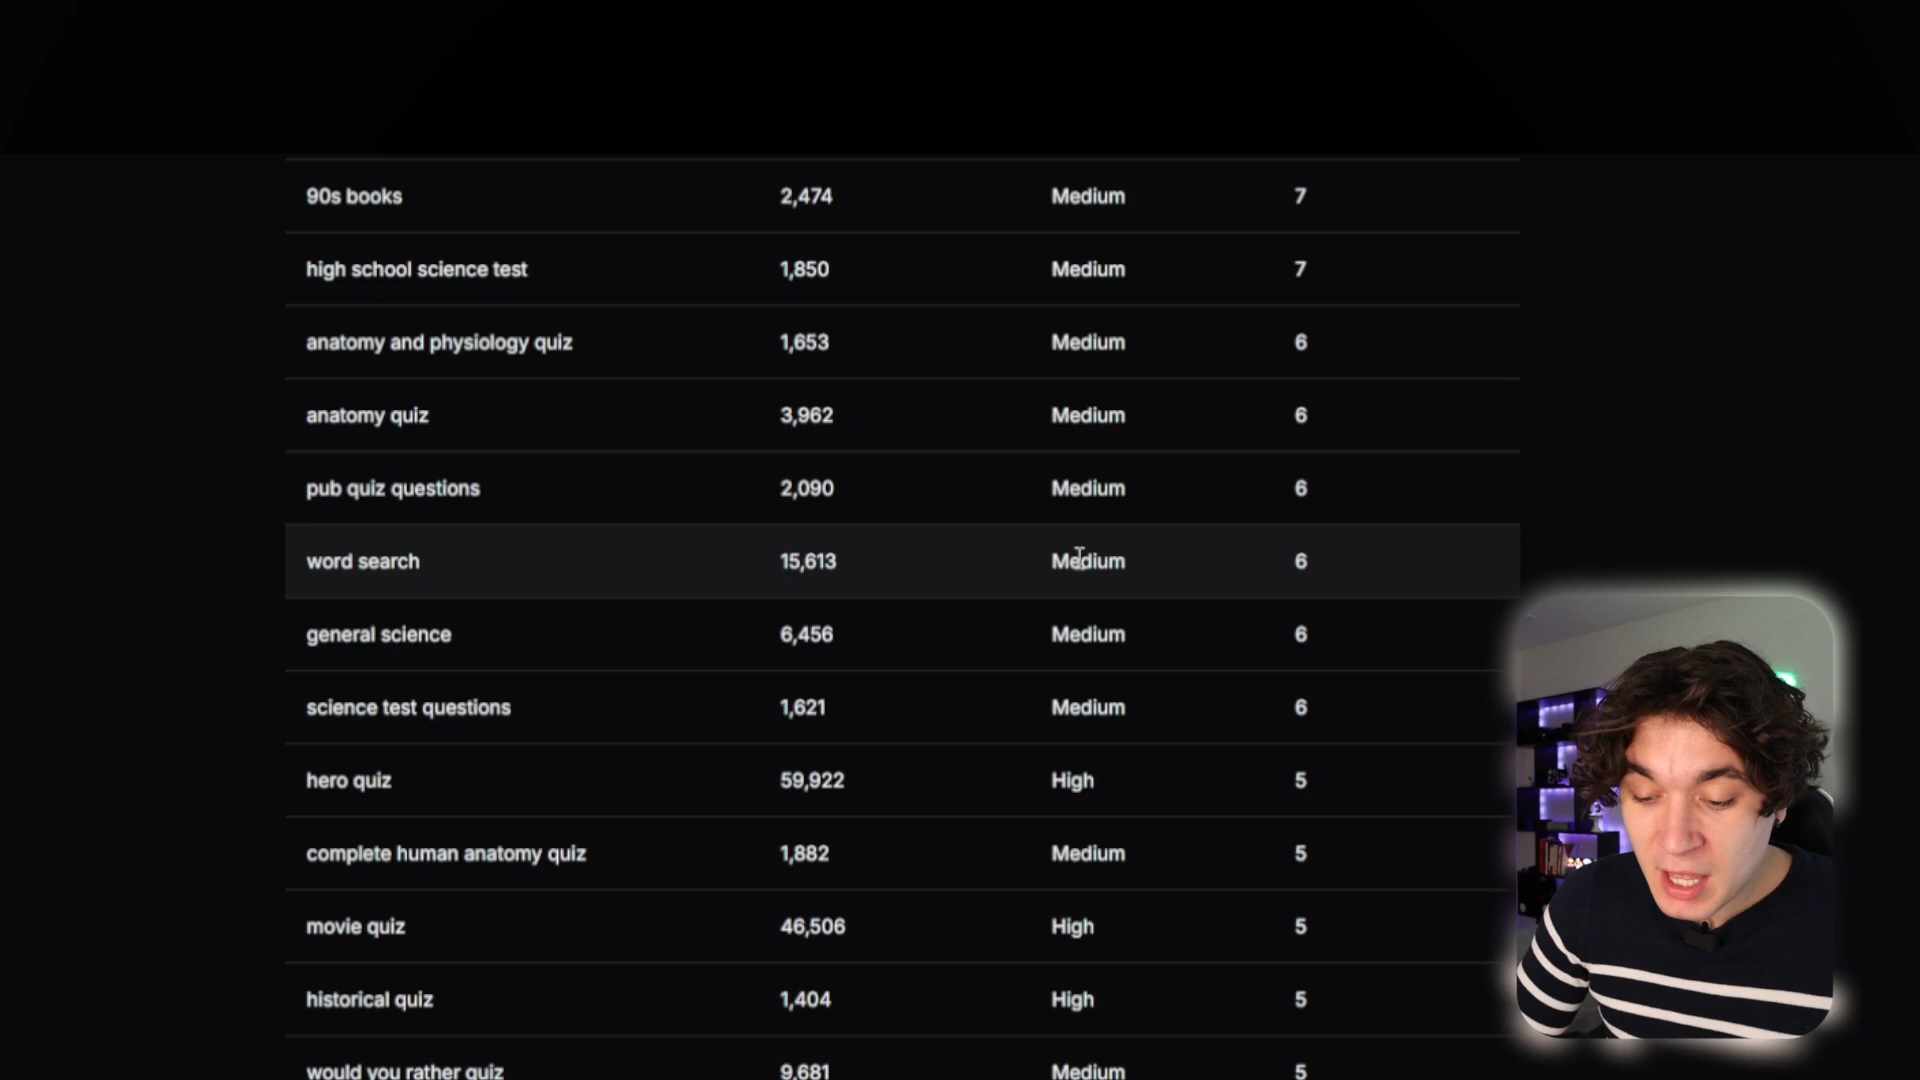 90s books 2,474 Medium 7
high school science test 1,850 Medium 7
anatomy and physiology quiz 1,653 Medium 6
anatomy quiz 3,962 Medium 6
pub quiz questions 2,090 Medium 6
word search 15,613 Medium 6
general science 6,456 Medium 6
science test questions 1,621 Medium 6
hero quiz 59,922 High 5
complete human anatomy quiz 1,882 Medium 5
movie quiz 46,506 High 5
historical quiz 1,404 High 5
would you rather quiz 9,681 Medium 5